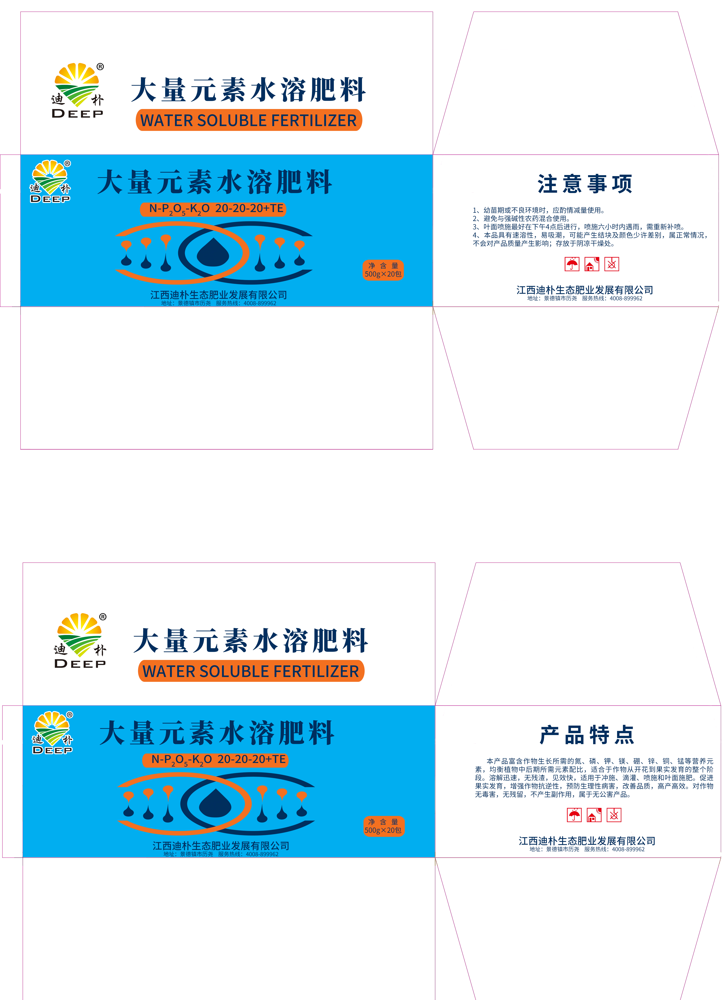 ®
迪 朴
DEEP
大量元素水溶肥料
WATER SOLUBLE FERTILIZER
®
迪 朴
DEEP
大量元素水溶肥料
N-P₂O₅-K₂O 20-20-20+TE
净 含 量
500g×20包
江西迪朴生态肥业发展有限公司
地址：景德镇市历尧 服务热线：4008-899962
注意事项
1、幼苗期或不良环境时，应酌情减量使用。
2、避免与强碱性农药混合使用。
3、叶面喷施最好在下午4点后进行，喷施六小时内遇雨，需重新补喷。
4、本品具有速溶性，易吸潮，可能产生结块及颜色少许差别，属正常情况，
不会对产品质量产生影响；存放于阴凉干燥处。
江西迪朴生态肥业发展有限公司
地址：景德镇市历尧 服务热线：4008-899962
®
迪 朴
DEEP
大量元素水溶肥料
WATER SOLUBLE FERTILIZER
®
迪 朴
DEEP
大量元素水溶肥料
N-P₂O₅-K₂O 20-20-20+TE
净 含 量
500g×20包
江西迪朴生态肥业发展有限公司
地址：景德镇市历尧 服务热线：4008-899962
产品特点
本产品富含作物生长所需的氮、磷、钾、镁、硼、锌、铜、锰等营养元
素，均衡植物中后期所需元素配比，适合于作物从开花到果实发育的整个阶
段。溶解迅速，无残渣，见效快，适用于冲施、滴灌、喷施和叶面施肥。促进
果实发育，增强作物抗逆性，预防生理性病害，改善品质，高产高效。对作物
无毒害，无残留，不产生副作用，属于无公害产品。
江西迪朴生态肥业发展有限公司
地址：景德镇市历尧 服务热线：4008-899962